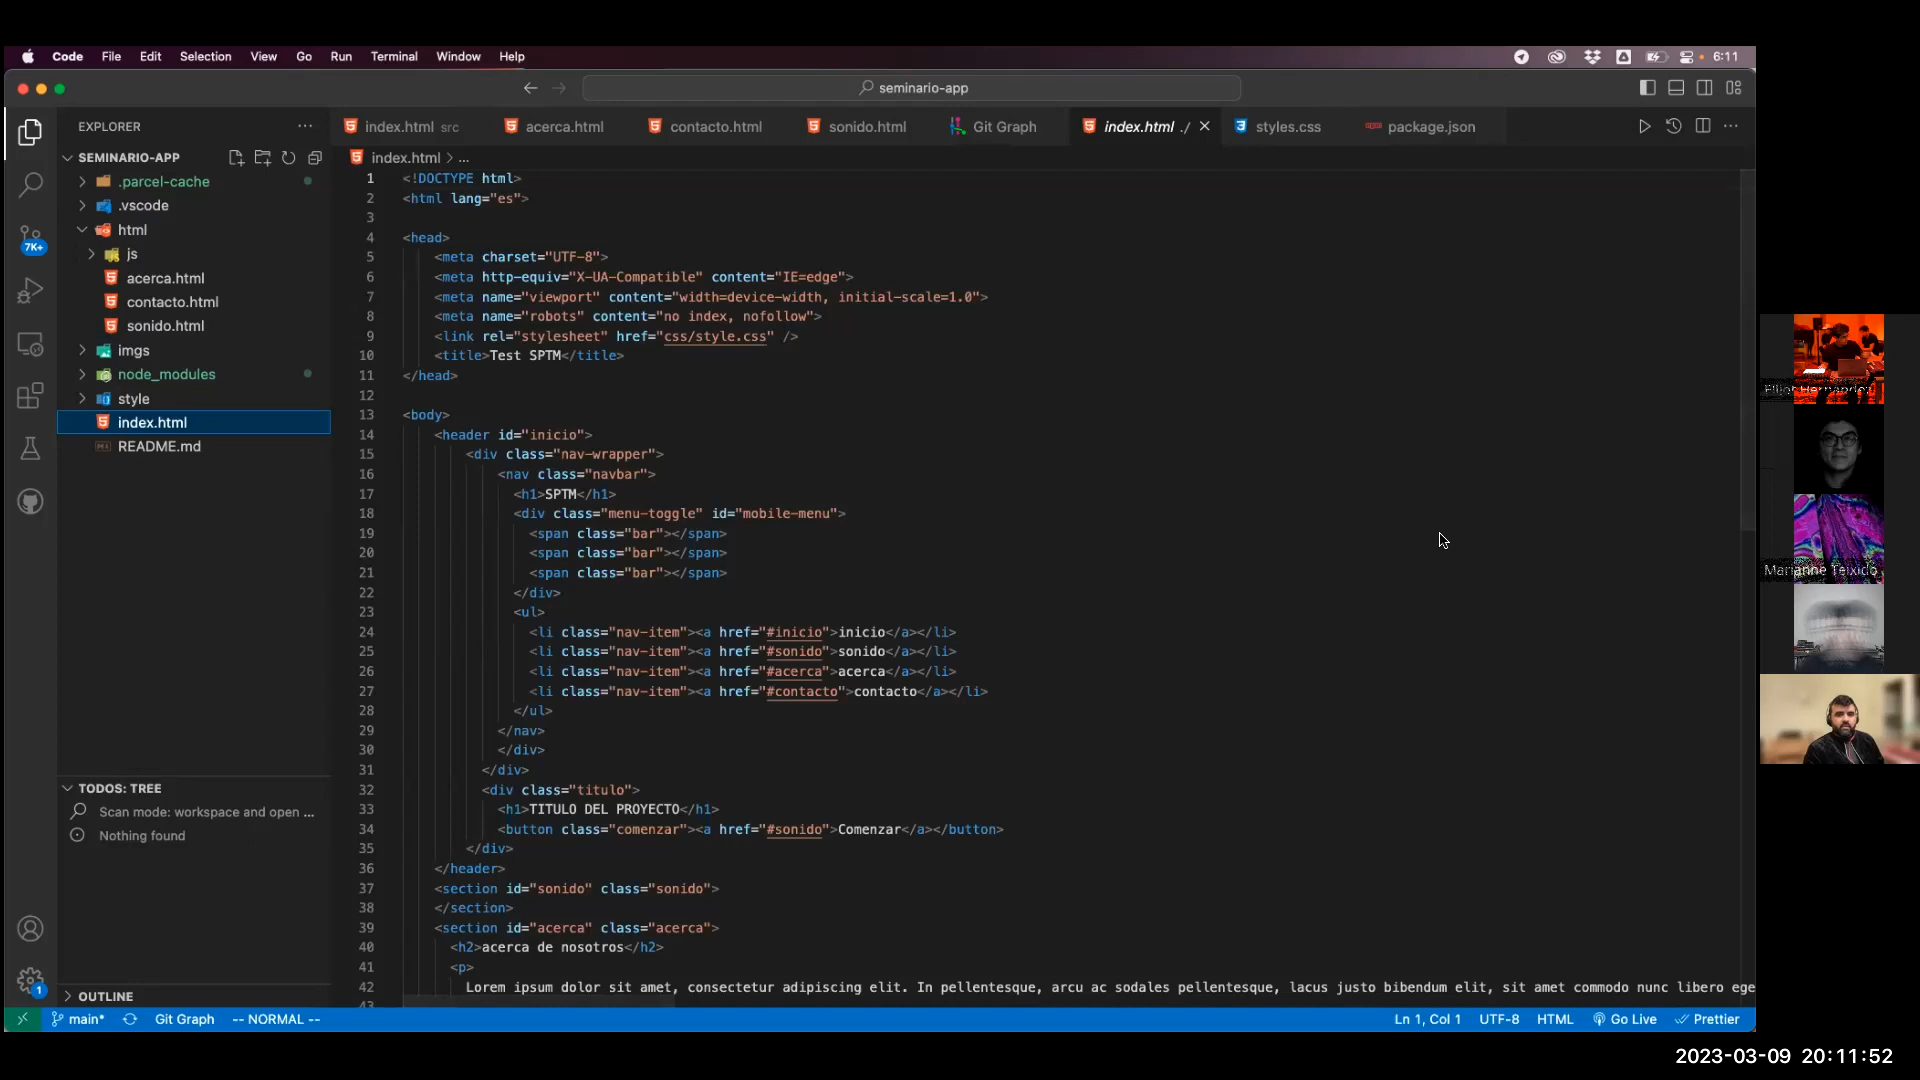 Code File Edit Selection View Go Run Terminal Window Help 6:11
seminario-app
EXPLORER
index.html src acerca.html contacto.html sonido.html Git Graph index.html ./ styles.css package.json
SEMINARIO-APP
index.html > ...
.parcel-cache
.vscode
html
js
acerca.html
contacto.html
sonido.html
imgs
node_modules
style
index.html
README.md
7K+
1 <!DOCTYPE html>
2 <html lang="es">
3
4 <head>
5 <meta charset="UTF-8">
6 <meta http-equiv="X-UA-Compatible" content="IE=edge">
7 <meta name="viewport" content="width=device-width, initial-scale=1.0">
8 <meta name="robots" content="no index, nofollow">
9 <link rel="stylesheet" href="css/style.css" />
10 <title>Test SPTM</title>
11 </head>
12
13 <body>
14 <header id="inicio">
15 <div class="nav-wrapper">
16 <nav class="navbar">
17 <h1>SPTM</h1>
18 <div class="menu-toggle" id="mobile-menu">
19 <span class="bar"></span>
20 <span class="bar"></span>
21 <span class="bar"></span>
22 </div>
23 <ul>
24 <li class="nav-item"><a href="#inicio">inicio</a></li>
25 <li class="nav-item"><a href="#sonido">sonido</a></li>
26 <li class="nav-item"><a href="#acerca">acerca</a></li>
27 <li class="nav-item"><a href="#contacto">contacto</a></li>
28 </ul>
29 </nav>
30 </div>
31 </div>
32 <div class="titulo">
33 <h1>TITULO DEL PROYECTO</h1>
34 <button class="comenzar"><a href="#sonido">Comenzar</a></button>
35 </div>
36 </header>
37 <section id="sonido" class="sonido">
38 </section>
39 <section id="acerca" class="acerca">
40 <h2>acerca de nosotros</h2>
41 <p>
42 Lorem ipsum dolor sit amet, consectetur adipiscing elit. In pellentesque, arcu ac sodales pellentesque, lacus justo bibendum elit, sit amet commodo nunc libero ege
43
TODOS: TREE
Scan mode: workspace and open ...
Nothing found
OUTLINE
1
main* Git Graph -- NORMAL -- Ln 1, Col 1 UTF-8 HTML Go Live Prettier
Elliot Hernández
Marianne Teixido
2023-03-09 20:11:52